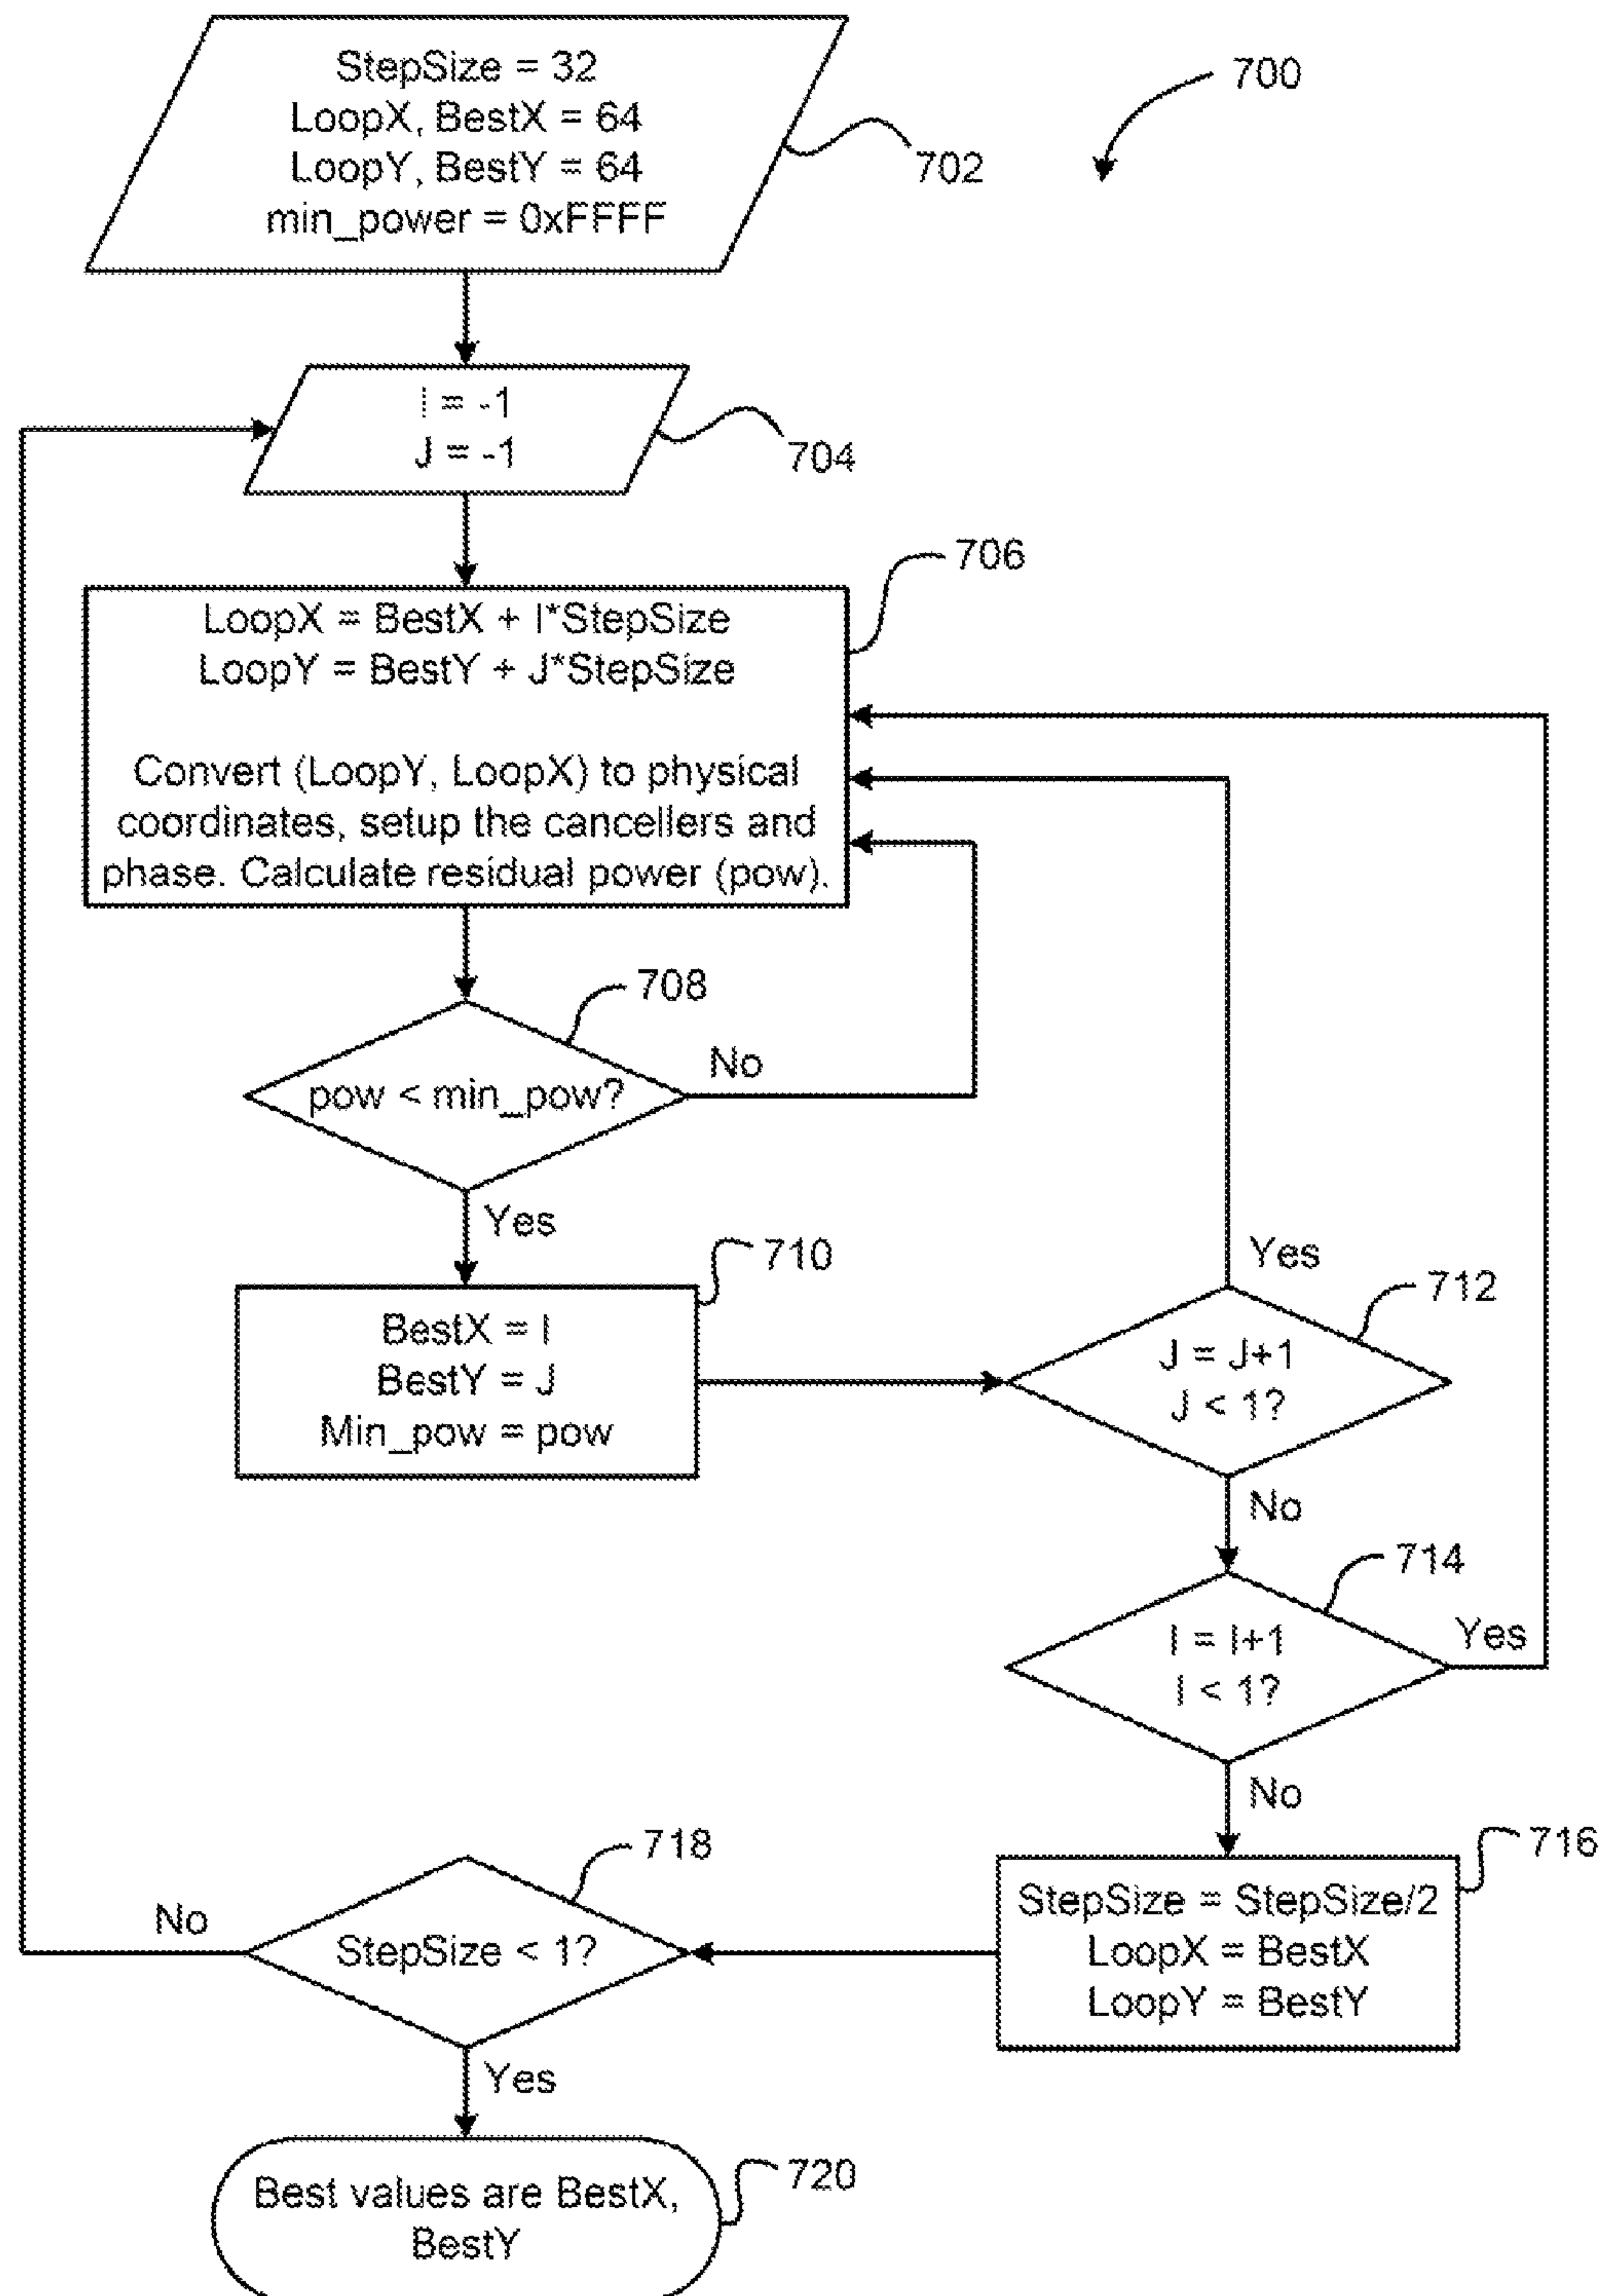 StepSize = 32
LoopX, BestX = 64
LoopY, BestY = 64
min_power = 0xFFFF
700
702
I = -1
J = -1
704
706
LoopX = BestX + I*StepSize
LoopY = BestY + J*StepSize
Convert (LoopY, LoopX) to physical
coordinates, setup the cancellers and
phase. Calculate residual power (pow).
708
pow < min_pow?
No
Yes
710
BestX = I
BestY = J
Min_pow = pow
Yes
712
J = J+1
J < 1?
No
714
I = I+1
I < 1?
Yes
No
716
StepSize = StepSize/2
LoopX = BestX
LoopY = BestY
718
StepSize < 1?
No
Yes
720
Best values are BestX,
BestY